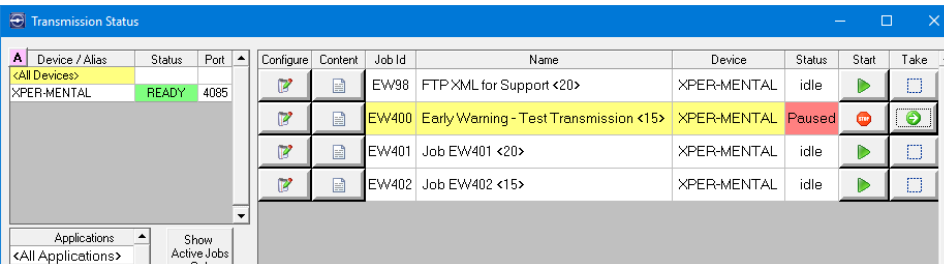 Transmission Status
A Device / Alias Status Port
<All Devices>
XPER-MENTAL READY 4085
Configure Content Job Id Name Device Status Start Take
EW98 FTP XML for Support <20> XPER-MENTAL idle
EW400 Early Warning - Test Transmission <15> XPER-MENTAL Paused STOP
EW401 Job EW401 <20> XPER-MENTAL idle
EW402 Job EW402 <15> XPER-MENTAL idle
Applications
<All Applications>
Show
Active Jobs